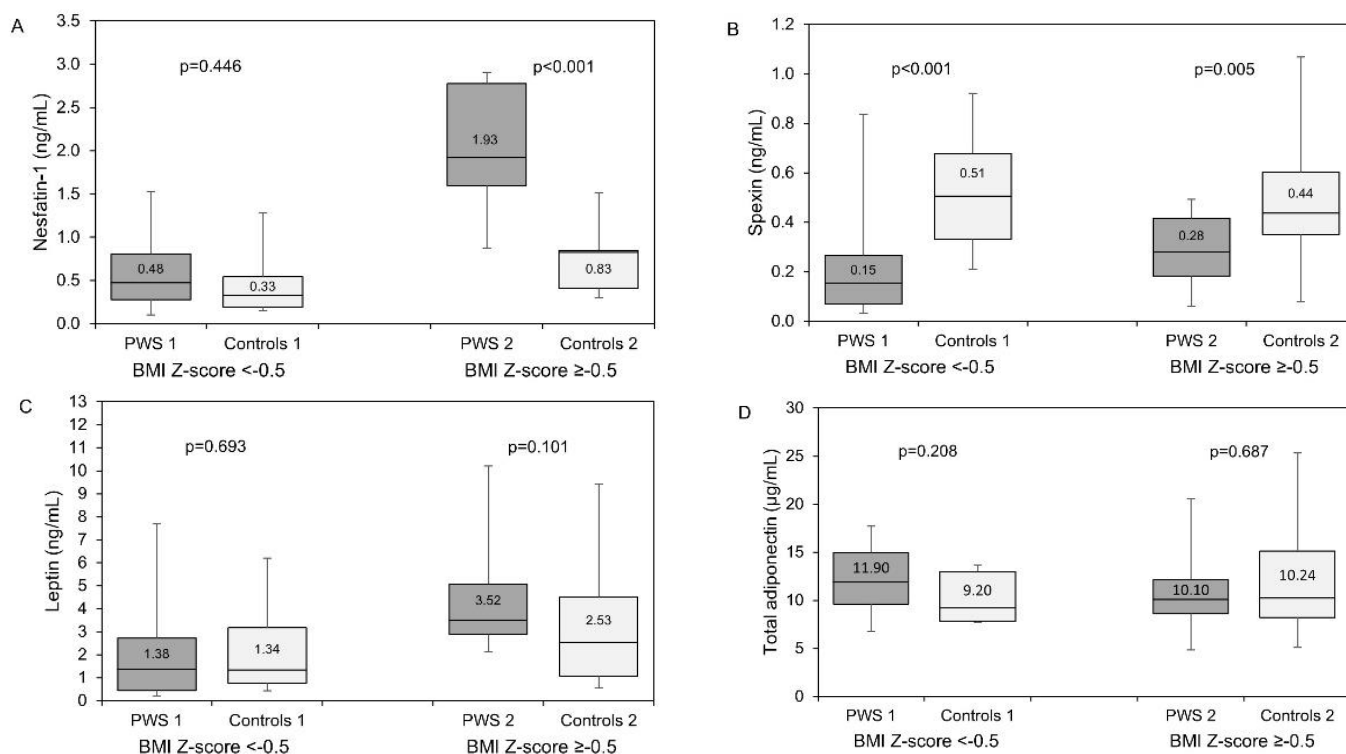 A
Nesfatin-1 (ng/mL)
3.5
3.0
2.5
2.0
1.5
1.0
0.5
0.0
p=0.446
p<0.001
0.48
0.33
1.93
0.83
PWS 1
Controls 1
PWS 2
Controls 2
BMI Z-score <-0.5
BMI Z-score ≥-0.5
B
Spexin (ng/mL)
1.2
1.0
0.8
0.6
0.4
0.2
0.0
p<0.001
p=0.005
0.15
0.51
0.28
0.44
PWS 1
Controls 1
PWS 2
Controls 2
BMI Z-score <-0.5
BMI Z-score ≥-0.5
C
Leptin (ng/mL)
13
12
11
10
9
8
7
6
5
4
3
2
1
0
p=0.693
p=0.101
1.38
1.34
3.52
2.53
PWS 1
Controls 1
PWS 2
Controls 2
BMI Z-score <-0.5
BMI Z-score ≥-0.5
D
Total adiponectin (µg/mL)
30
25
20
15
10
5
0
p=0.208
p=0.687
11.90
9.20
10.10
10.24
PWS 1
Controls 1
PWS 2
Controls 2
BMI Z-score <-0.5
BMI Z-score ≥-0.5